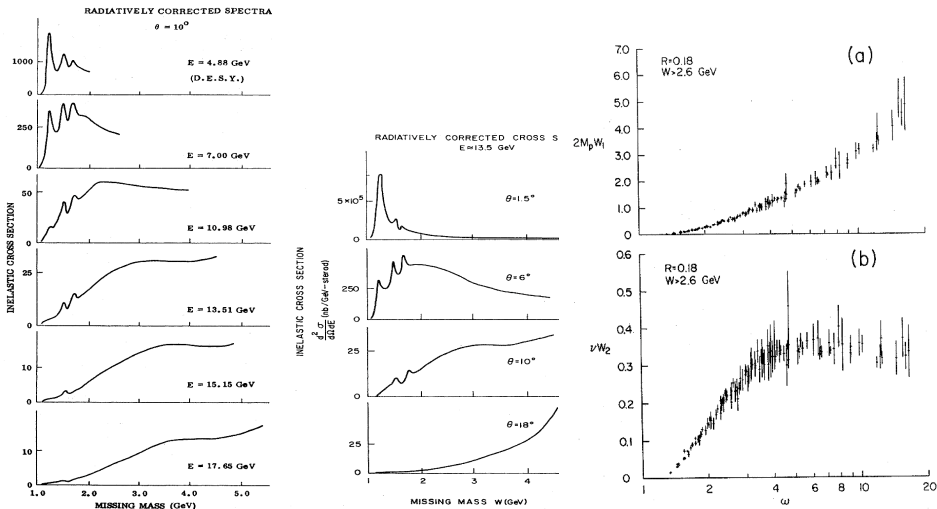 RADIATIVELY CORRECTED SPECTRA
θ = 10°
1000
0
E = 4.88 GeV
(D.E.S.Y.)
250
0
E = 7.00 GeV
50
0
E = 10.98 GeV
25
0
E = 13.51 GeV
10
0
E = 15.15 GeV
10
0
E = 17.65 GeV
1.0 2.0 3.0 4.0 5.0
MISSING MASS (GeV)
INELASTIC CROSS SECTION
RADIATIVELY CORRECTED CROSS S
E=13.5 GeV
5×10⁵
θ=1.5°
250
θ=6°
25
θ=10°
25
θ=18°
1 2 3 4
MISSING MASS W(GeV)
INELASTIC CROSS SECTION
d²σ/dΩdE (nb/GeV-sterad)
(a)
R=0.18
W>2.6 GeV
7.0
6.0
5.0
4.0
3.0
2.0
1.0
0
2MpW1
(b)
R=0.18
W>2.6 GeV
0.6
0.5
0.4
0.3
0.2
0.1
0
νW2
1 2 4 6 8 10 20
ω